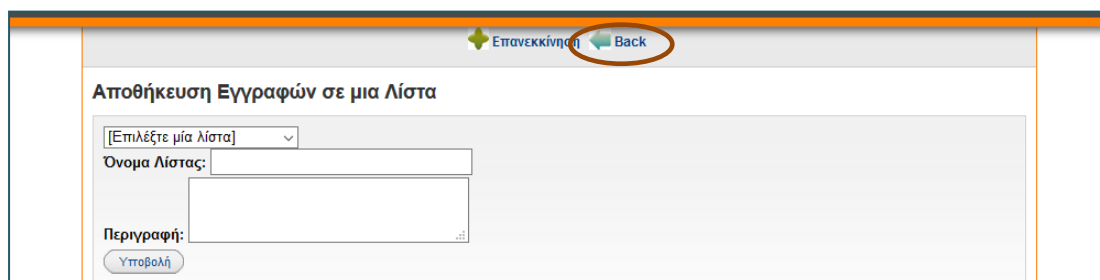 Επανεκκίνηση Back
Αποθήκευση Εγγραφών σε μια Λίστα
[Επιλέξτε μία λίστα]
Όνομα Λίστας:
Περιγραφή:
Υποβολή